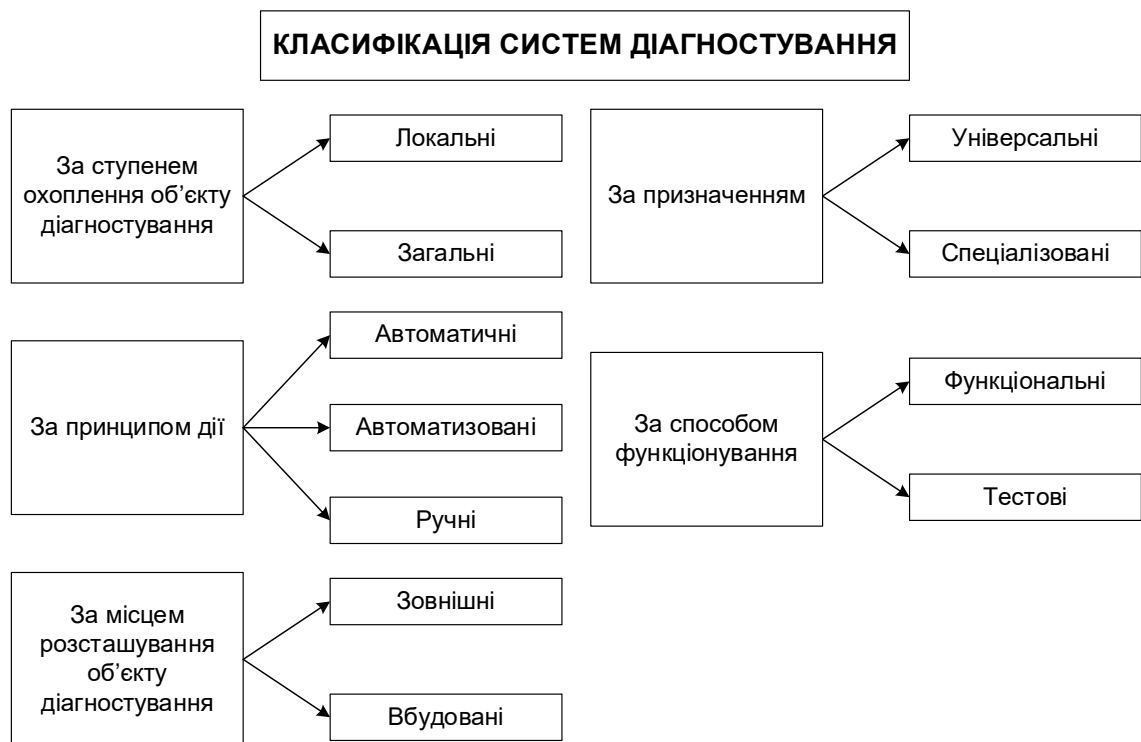 КЛАСИФІКАЦІЯ СИСТЕМ ДІАГНОСТУВАННЯ
За ступенем
охоплення об’єкту
діагностування
Локальні
Загальні
За призначенням
Універсальні
Спеціалізовані
За принципом дії
Автоматичні
Автоматизовані
Ручні
За способом
функціонування
Функціональні
Тестові
За місцем
розсташування
об’єкту
діагностування
Зовнішні
Вбудовані